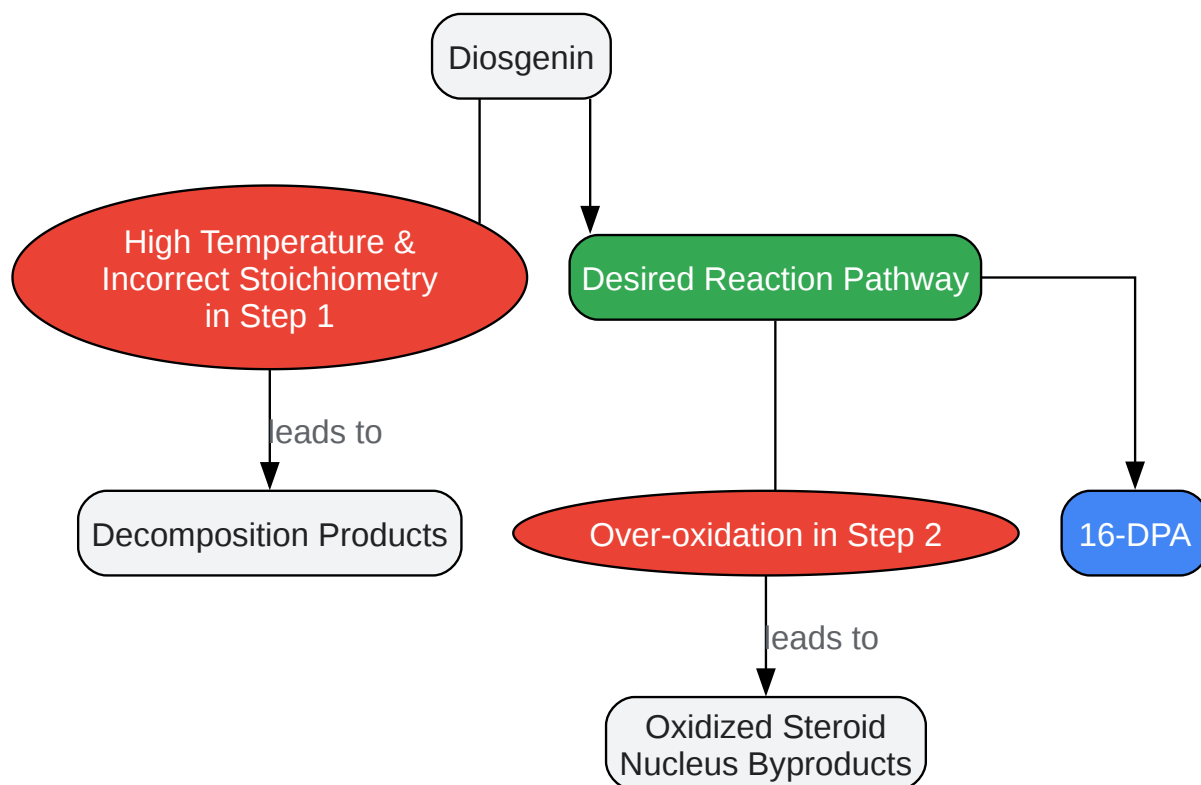 Diosgenin
High Temperature &
Incorrect Stoichiometry
in Step 1
Desired Reaction Pathway
leads to
Decomposition Products
Over-oxidation in Step 2
16-DPA
leads to
Oxidized Steroid
Nucleus Byproducts